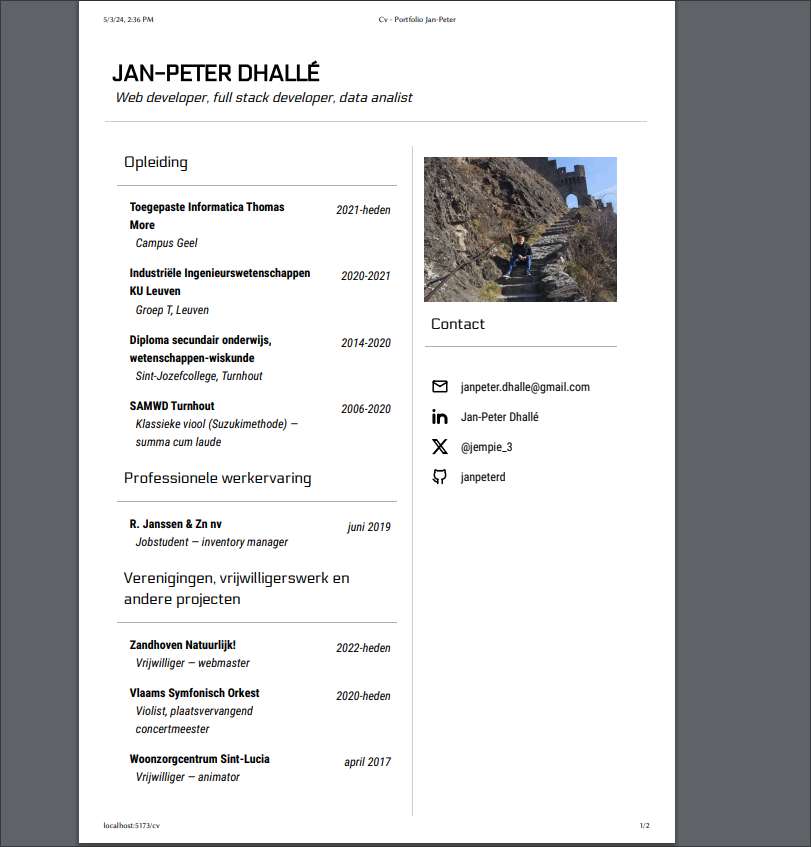 5/3/24, 2:36 PM
Cv - Portfolio Jan-Peter
JAN-PETER DHALLÉ
Web developer, full stack developer, data analist
Opleiding
Toegepaste Informatica Thomas
More
2021-heden
Campus Geel
Industriële Ingenieurswetenschappen
KU Leuven
2020-2021
Groep T, Leuven
Diploma secundair onderwijs,
wetenschappen-wiskunde
2014-2020
Sint-Jozefcollege, Turnhout
SAMWD Turnhout
2006-2020
Klassieke viool (Suzukimethode) —
summa cum laude
Professionele werkervaring
R. Janssen & Zn nv
juni 2019
Jobstudent — inventory manager
Verenigingen, vrijwilligerswerk en
andere projecten
Zandhoven Natuurlijk!
2022-heden
Vrijwilliger — webmaster
Vlaams Symfonisch Orkest
2020-heden
Violist, plaatsvervangend
concertmeester
Woonzorgcentrum Sint-Lucia
april 2017
Vrijwilliger — animator
Contact
janpeter.dhalle@gmail.com
Jan-Peter Dhallé
@jempie_3
janpeterd
localhost:5173/cv
1/2